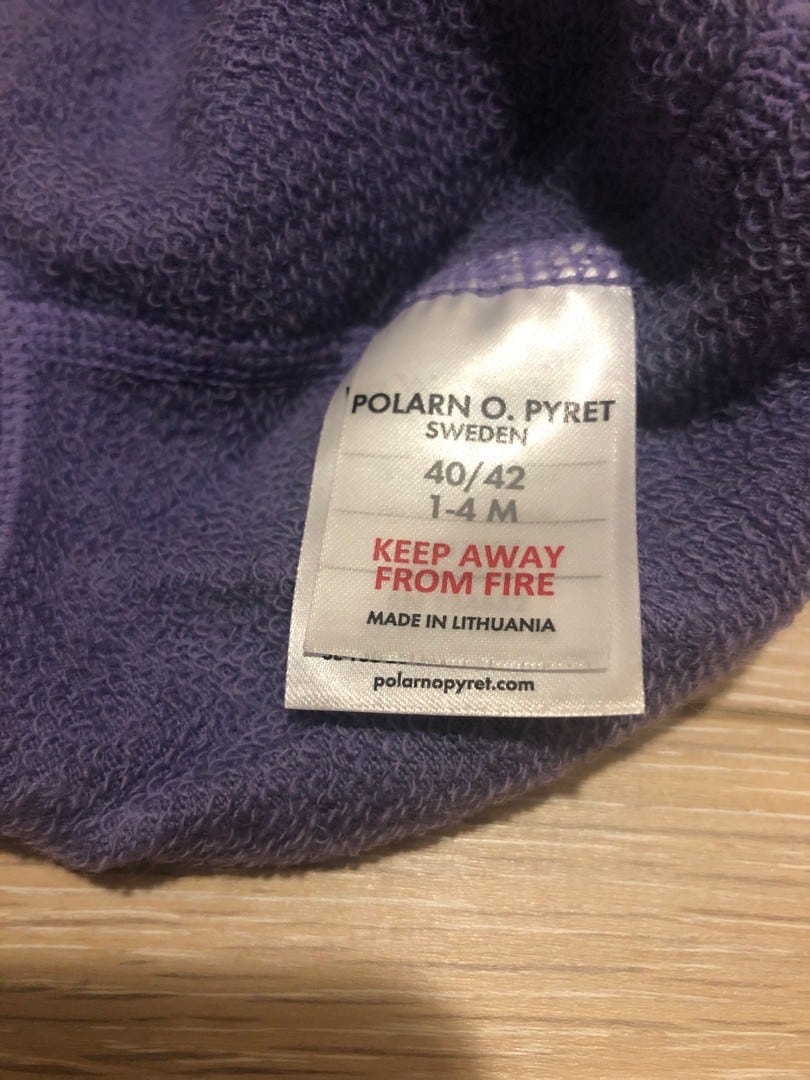 POLARN O. PYRET
SWEDEN
40/42
1-4 M
KEEP AWAY
FROM FIRE
MADE IN LITHUANIA
polarnopyret.com